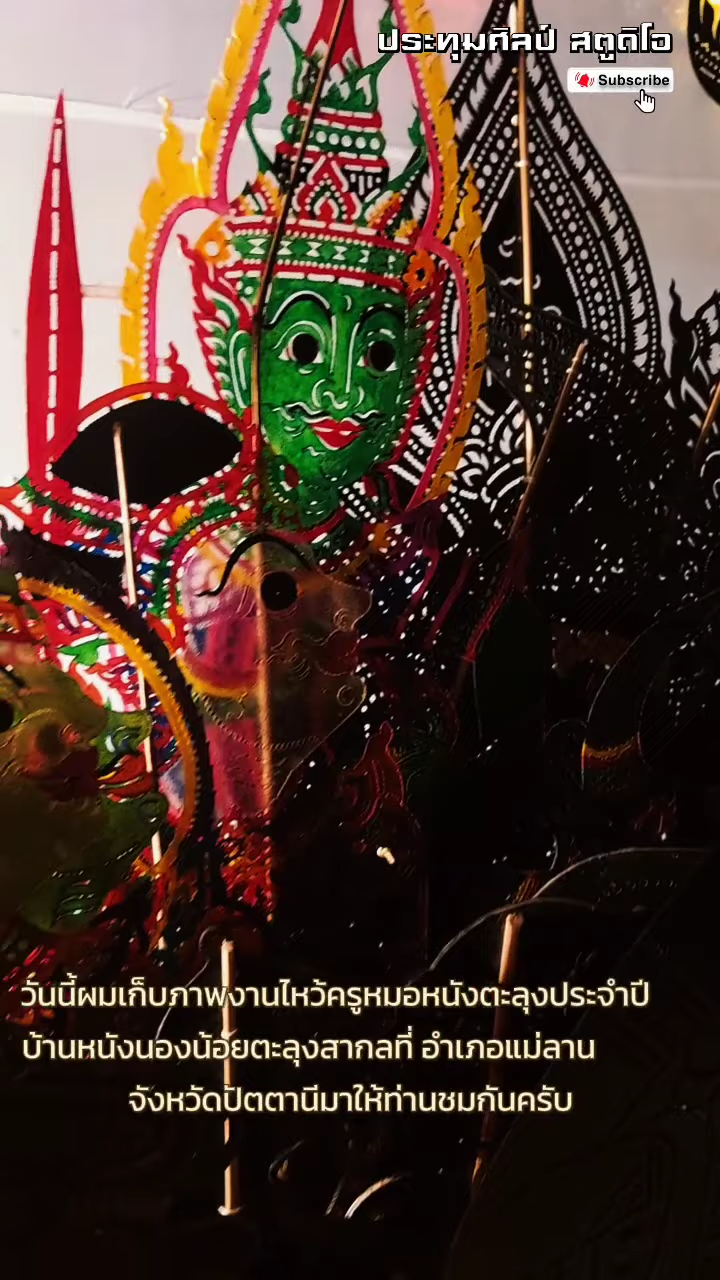 ประทุมศิลป์ สตูดิโอ
Subscribe
วันนี้ผมเก็บภาพงานไหว้ครูหมอหนังตะลุงประจำปี
บ้านหนังนองน้อยตะลุงสากลที่ อำเภอแม่ลาน
จังหวัดปัตตานีมาให้ท่านชมกันครับ